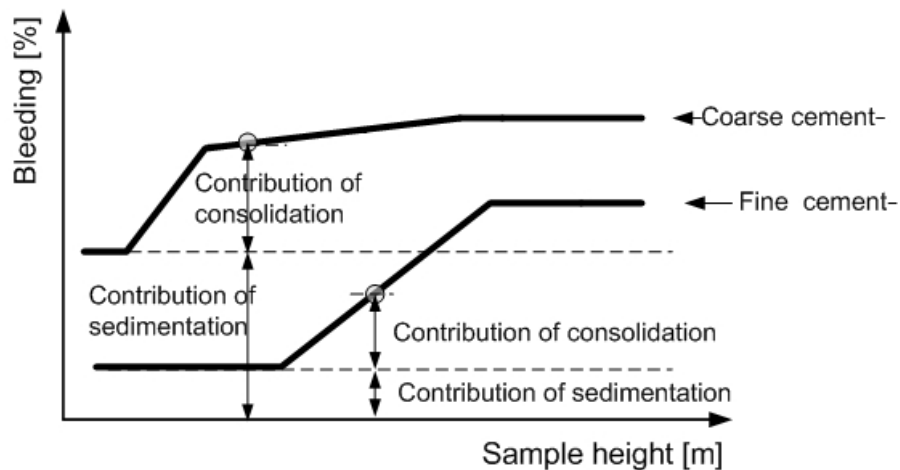 Bleeding [%]
Coarse cement-
Contribution of
consolidation
Fine cement-
Contribution of
sedimentation
Contribution of consolidation
Contribution of sedimentation
Sample height [m]